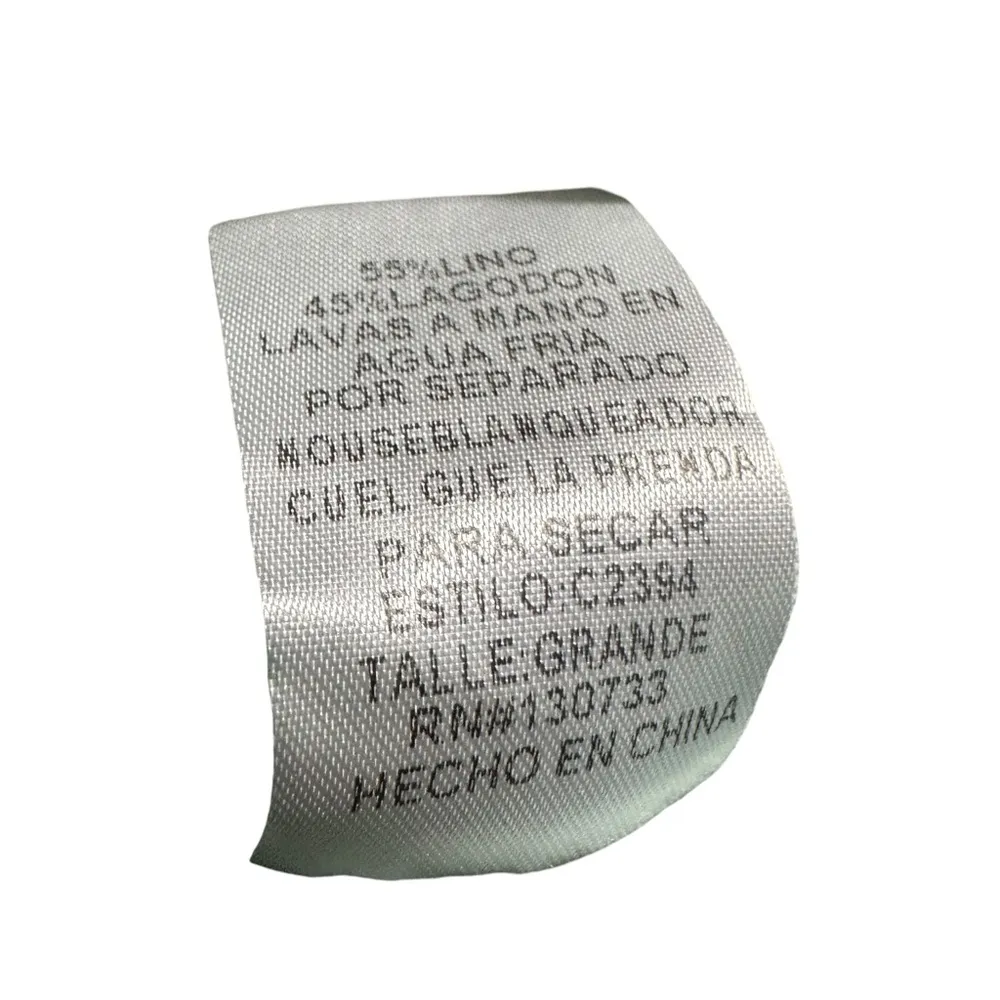 55%LINO
45%LAGODON
LAVAS A MANO EN
AGUA FRIA
POR SEPARADO
NOUSEBLANQUEADOR
CUEL GUE LA PRENDA
PARA SECAR
ESTILO:C2394
TALLE:GRANDE
RN#130733
HECHO EN CHINA